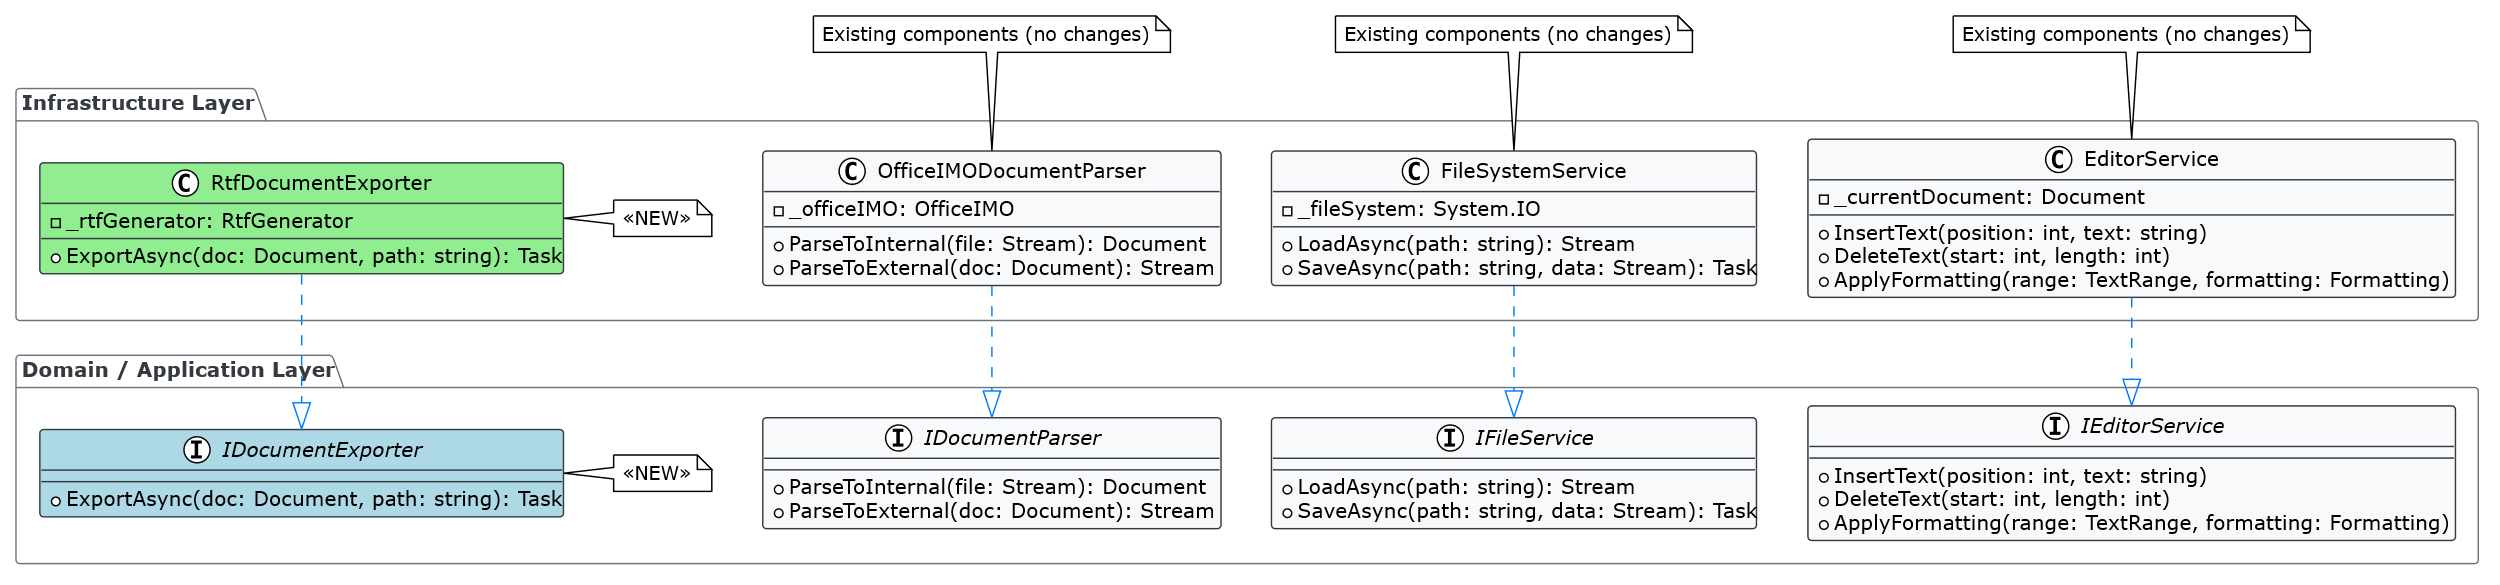 Existing components (no changes)
Existing components (no changes)
Existing components (no changes)
Infrastructure Layer
C RtfDocumentExporter
_rtfGenerator: RtfGenerator
ExportAsync(doc: Document, path: string): Task
«NEW»
C OfficeIMODocumentParser
_officeIMO: OfficeIMO
ParseToInternal(file: Stream): Document
ParseToExternal(doc: Document): Stream
C FileSystemService
_fileSystem: System.IO
LoadAsync(path: string): Stream
SaveAsync(path: string, data: Stream): Task
C EditorService
_currentDocument: Document
InsertText(position: int, text: string)
DeleteText(start: int, length: int)
ApplyFormatting(range: TextRange, formatting: Formatting)
Domain / Application Layer
I IDocumentExporter
ExportAsync(doc: Document, path: string): Task
«NEW»
I IDocumentParser
ParseToInternal(file: Stream): Document
ParseToExternal(doc: Document): Stream
I IFileService
LoadAsync(path: string): Stream
SaveAsync(path: string, data: Stream): Task
I IEditorService
InsertText(position: int, text: string)
DeleteText(start: int, length: int)
ApplyFormatting(range: TextRange, formatting: Formatting)